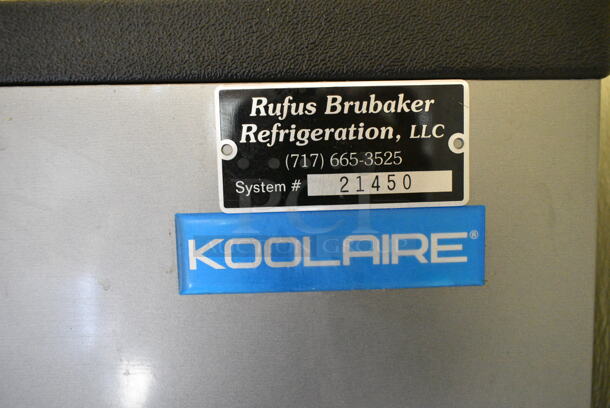 Rufus Brubaker
Refrigeration, LLC
(717) 665-3525
System # 21450
KOOLAIRE®